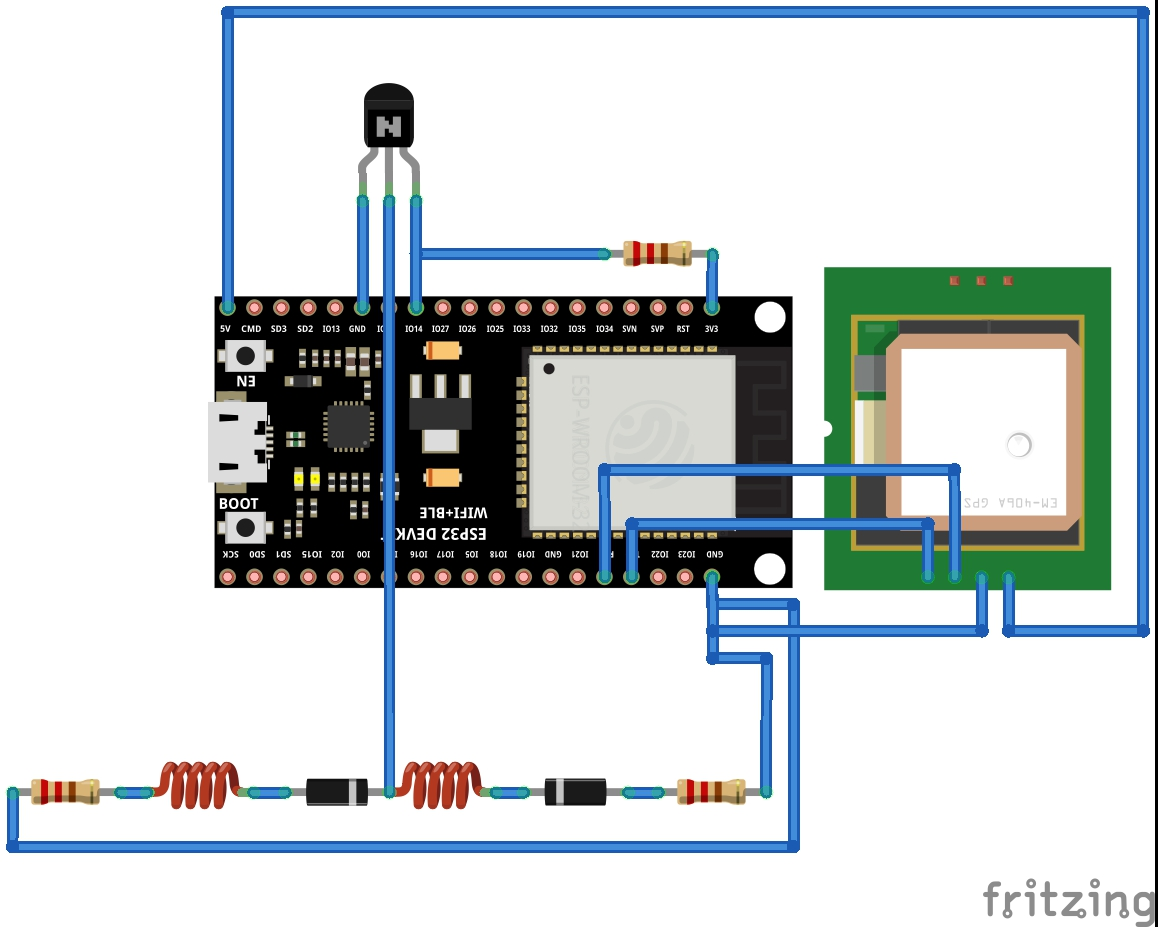 N
5V CMD SD3 SD2 IO13 GND IO14 IO27 IO26 IO25 IO33 IO32 IO35 IO34 SVN SVP RST 3V3
EN
ESP-WROOM-32
BOOT
WIFI+BLE
ESP32 DEVKIT
EM-406A GPS
SCK SD0 SD1 IO15 IO2 IO0 IO16 IO17 IO5 IO18 IO19 GND IO21 IO22 IO23 GND
fritzing